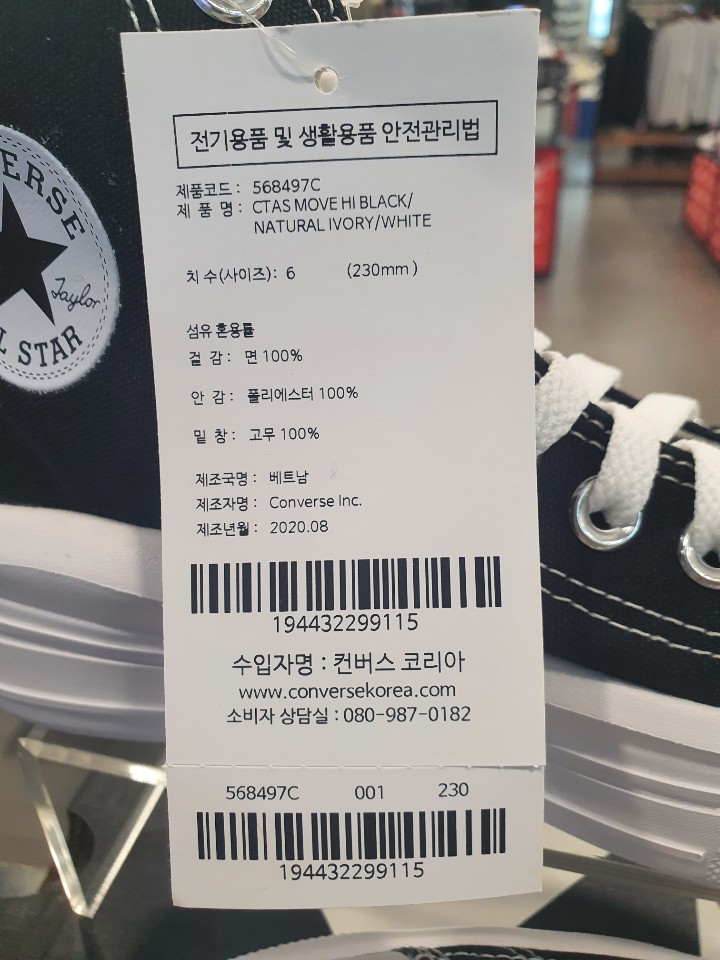 전기용품 및 생활용품 안전관리법
제품코드 : 568497C
제 품 명 : CTAS MOVE HI BLACK/
NATURAL IVORY/WHITE
치 수(사이즈) : 6 (230mm )
섬유 혼용률
겉 감 : 면 100%
안 감 : 폴리에스터 100%
밑 창 : 고무 100%
제조국명 : 베트남
제조자명 : Converse Inc.
제조년월 : 2020.08
194432299115
수입자명 : 컨버스 코리아
www.conversekorea.com
소비자 상담실 : 080-987-0182
568497C 001 230
194432299115
VERSE
Taylor
L STAR